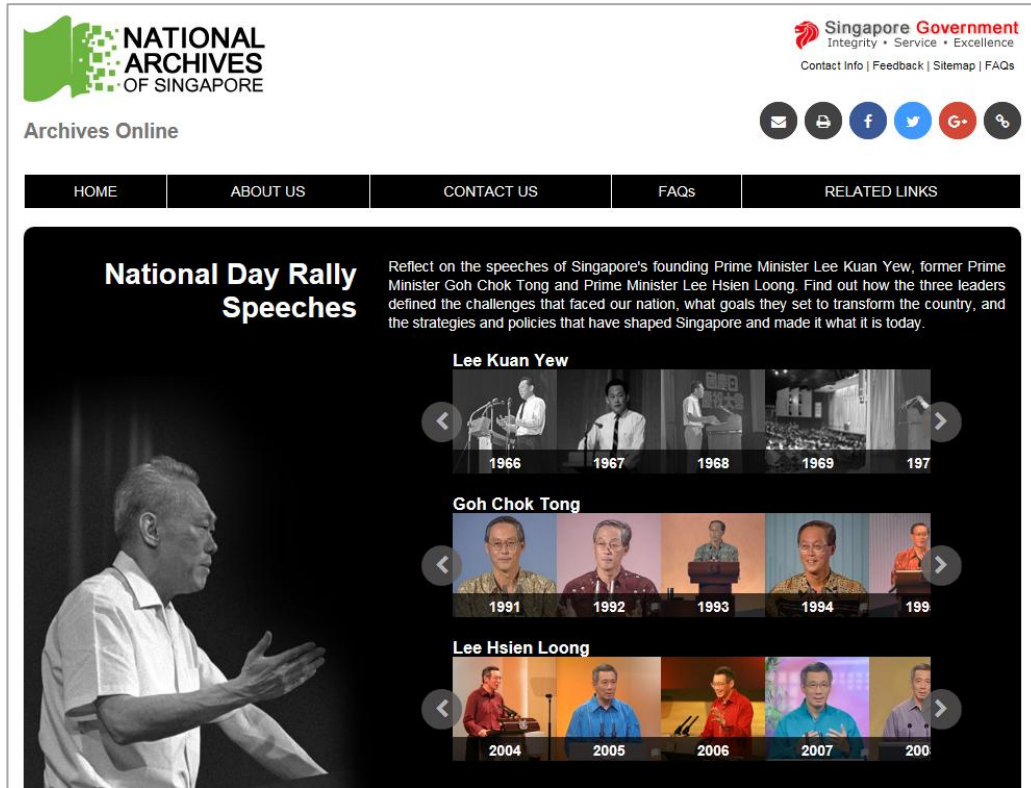 NATIONAL
ARCHIVES
OF SINGAPORE
Singapore Government
Integrity • Service • Excellence
Contact Info | Feedback | Sitemap | FAQs
Archives Online
HOME ABOUT US CONTACT US FAQs RELATED LINKS
National Day Rally
Speeches
Reflect on the speeches of Singapore's founding Prime Minister Lee Kuan Yew, former Prime
Minister Goh Chok Tong and Prime Minister Lee Hsien Loong. Find out how the three leaders
defined the challenges that faced our nation, what goals they set to transform the country, and
the strategies and policies that have shaped Singapore and made it what it is today.
Lee Kuan Yew
1966 1967 1968 1969 197
Goh Chok Tong
1991 1992 1993 1994 199
Lee Hsien Loong
2004 2005 2006 2007 200